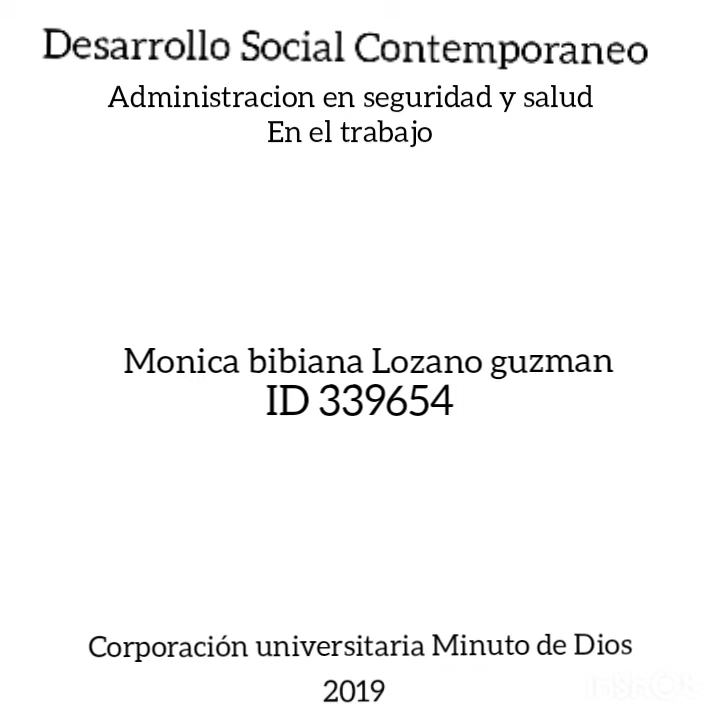 Desarrollo Social Contemporaneo
Administracion en seguridad y salud
En el trabajo
Monica bibiana Lozano guzman
ID 339654
Corporación universitaria Minuto de Dios
2019